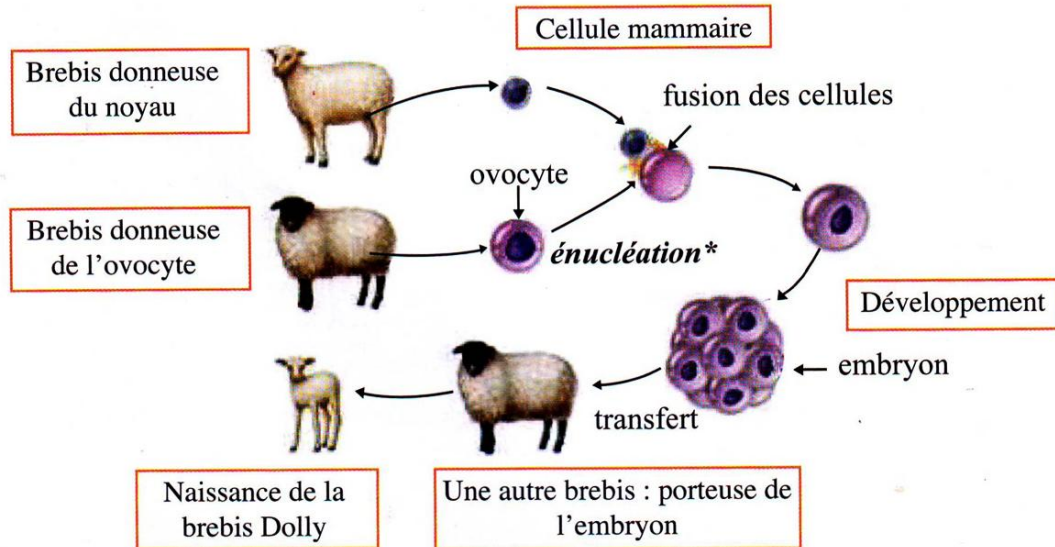 Cellule mammaire
Brebis donneuse
du noyau
fusion des cellules
ovocyte
Brebis donneuse
de l’ovocyte
énucléation*
Développement
embryon
transfert
Naissance de la
brebis Dolly
Une autre brebis : porteuse de
l’embryon